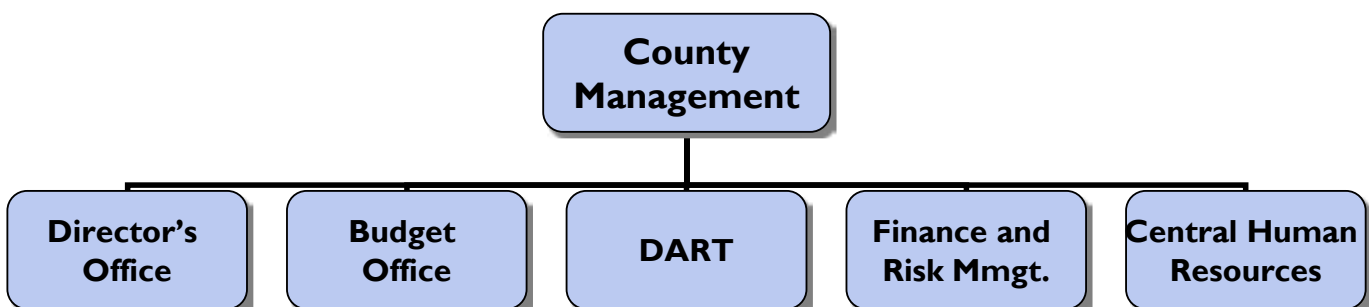 County
Management
Director's
Office
Budget
Office
DART
Finance and
Risk Mmgt.
Central Human
Resources